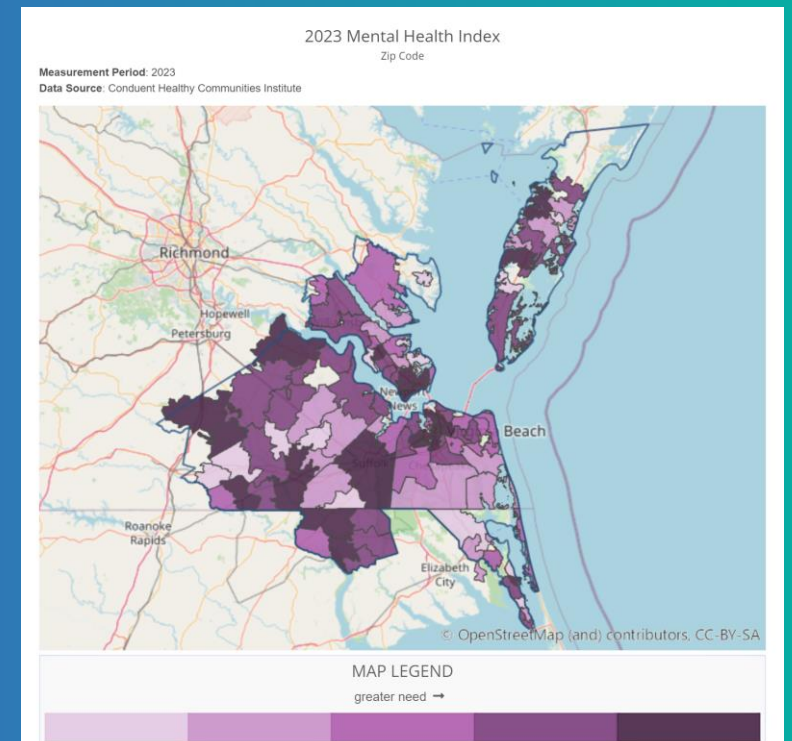 2023 Mental Health Index
Zip Code
Measurement Period: 2023
Data Source: Conduent Healthy Communities Institute
Richmond
Hopewell
Petersburg
News
Beach
Suffolk
Roanoke
Rapids
Elizabeth
City
© OpenStreetMap (and) contributors, CC-BY-SA
MAP LEGEND
greater need →